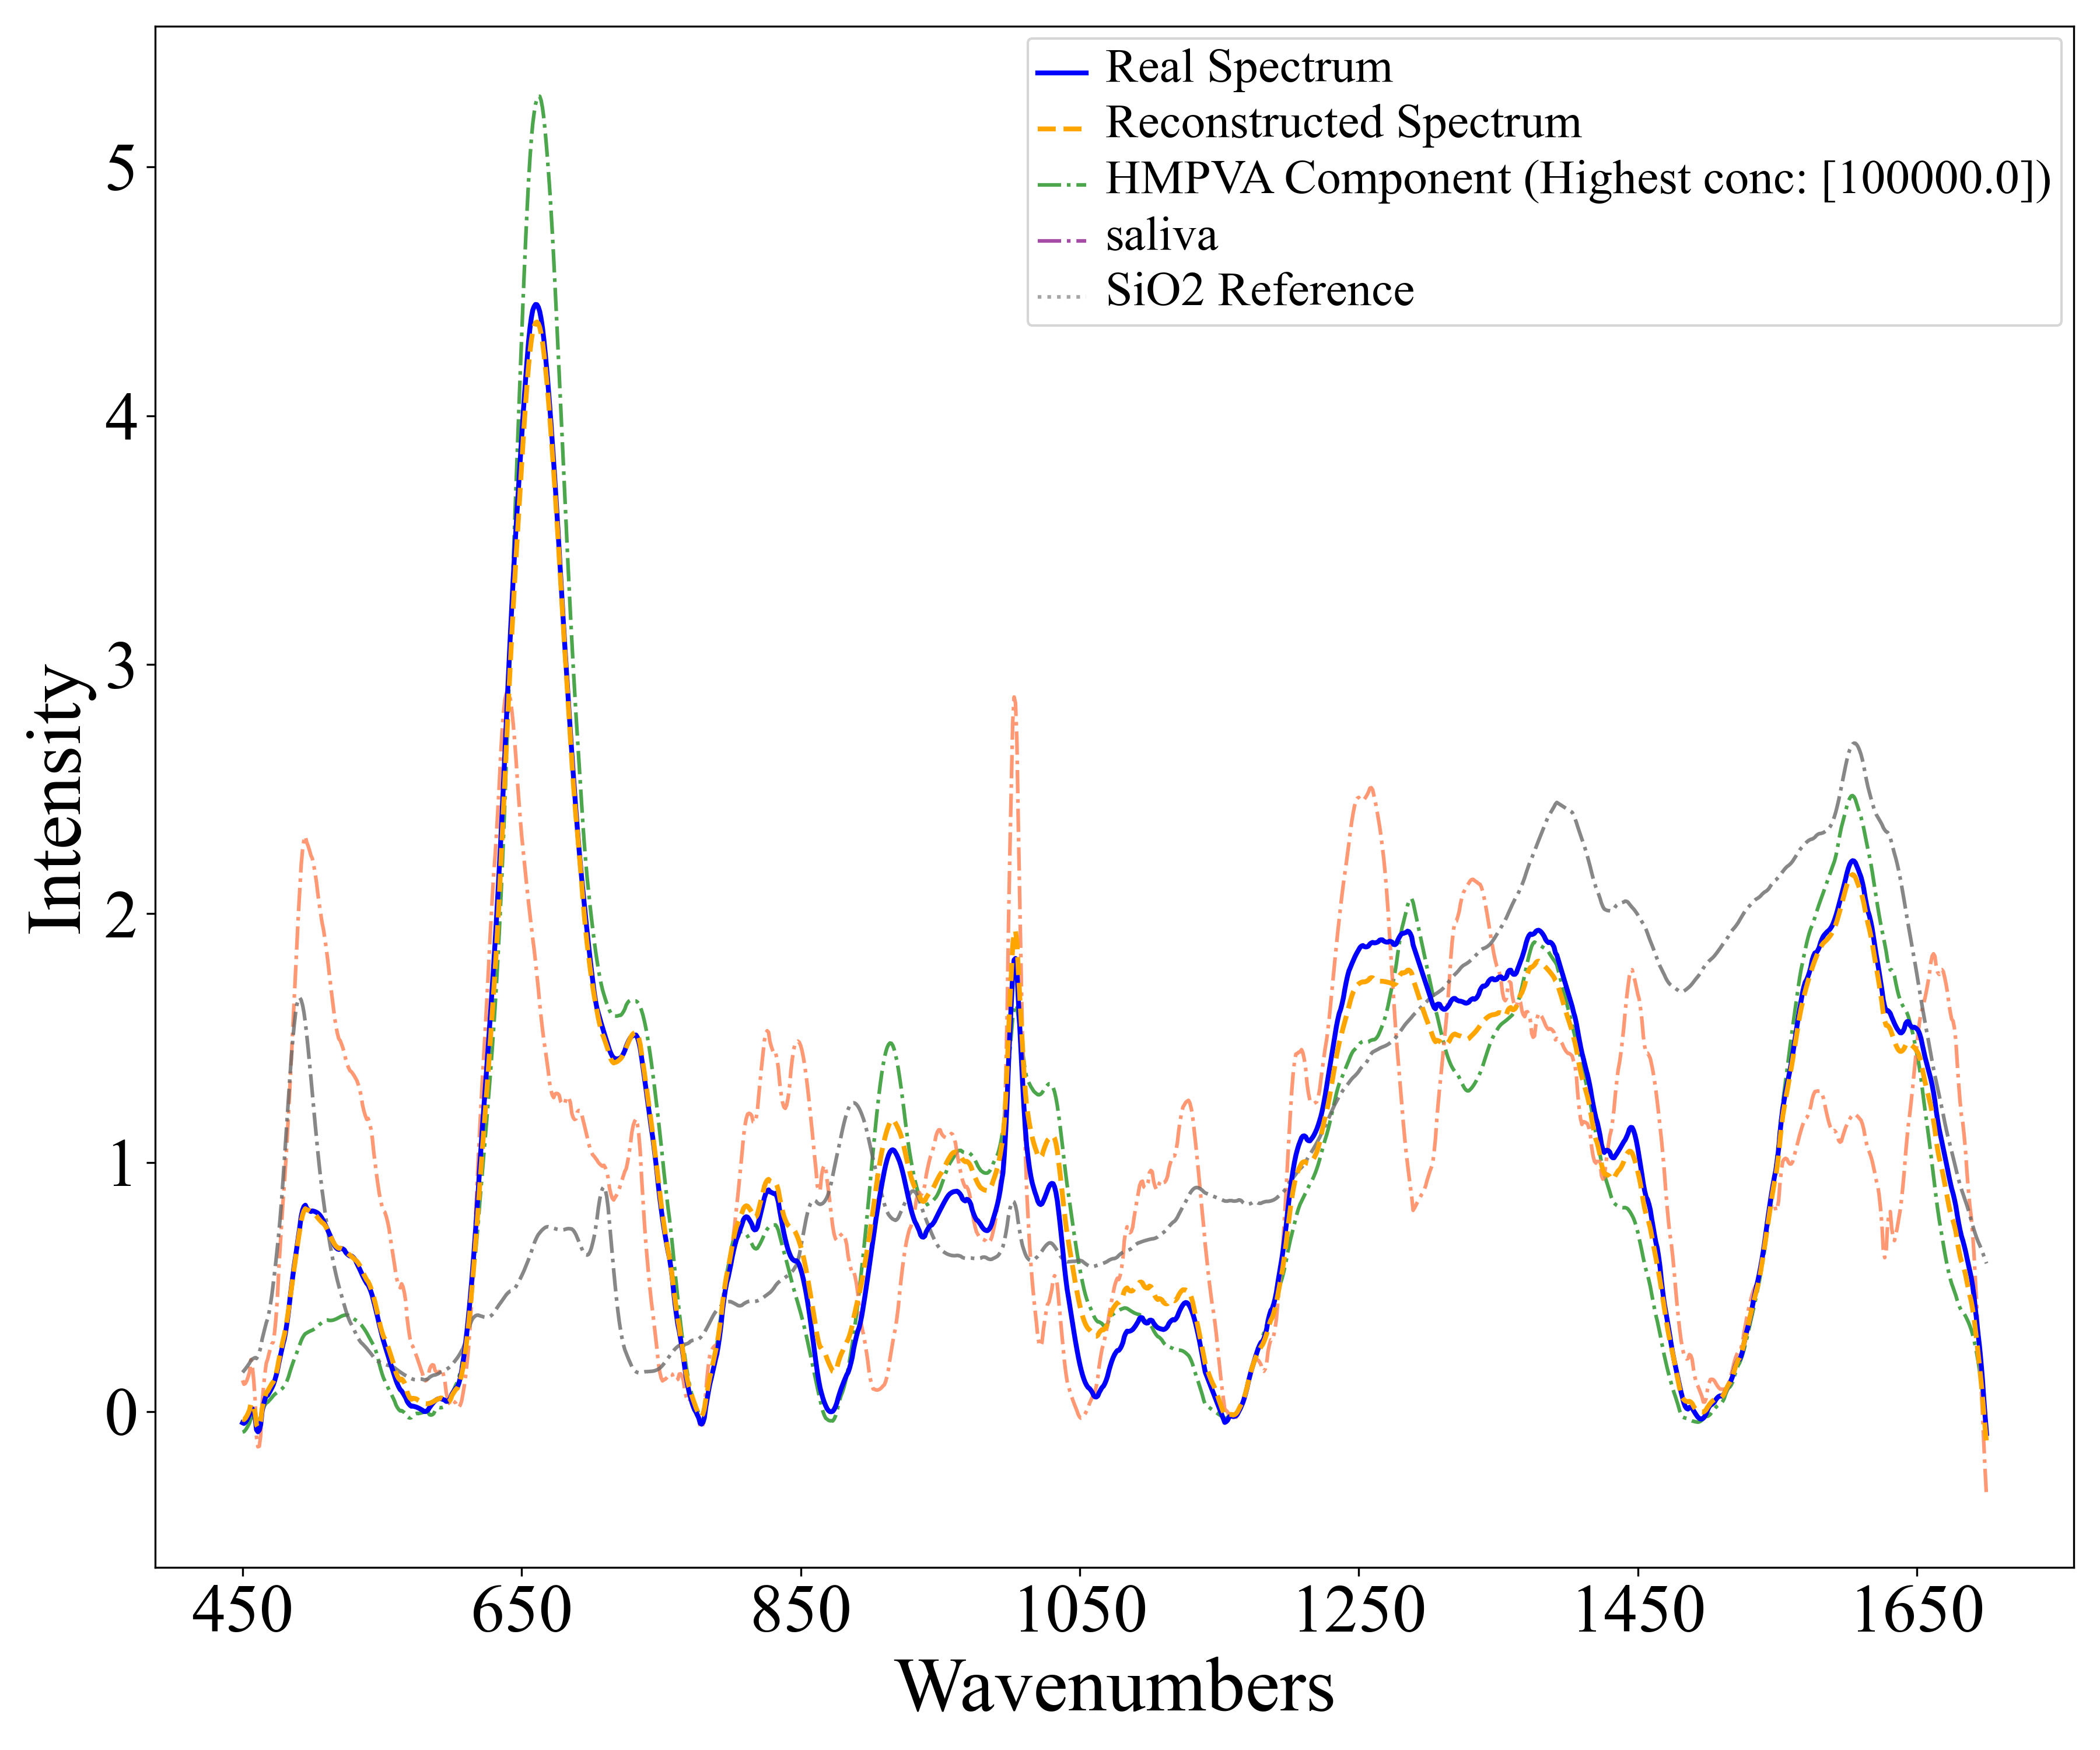 Real Spectrum
Reconstructed Spectrum
HMPVA Component (Highest conc: [100000.0])
saliva
SiO2 Reference
Intensity
5
4
3
2
1
0
450 650 850 1050 1250 1450 1650
Wavenumbers